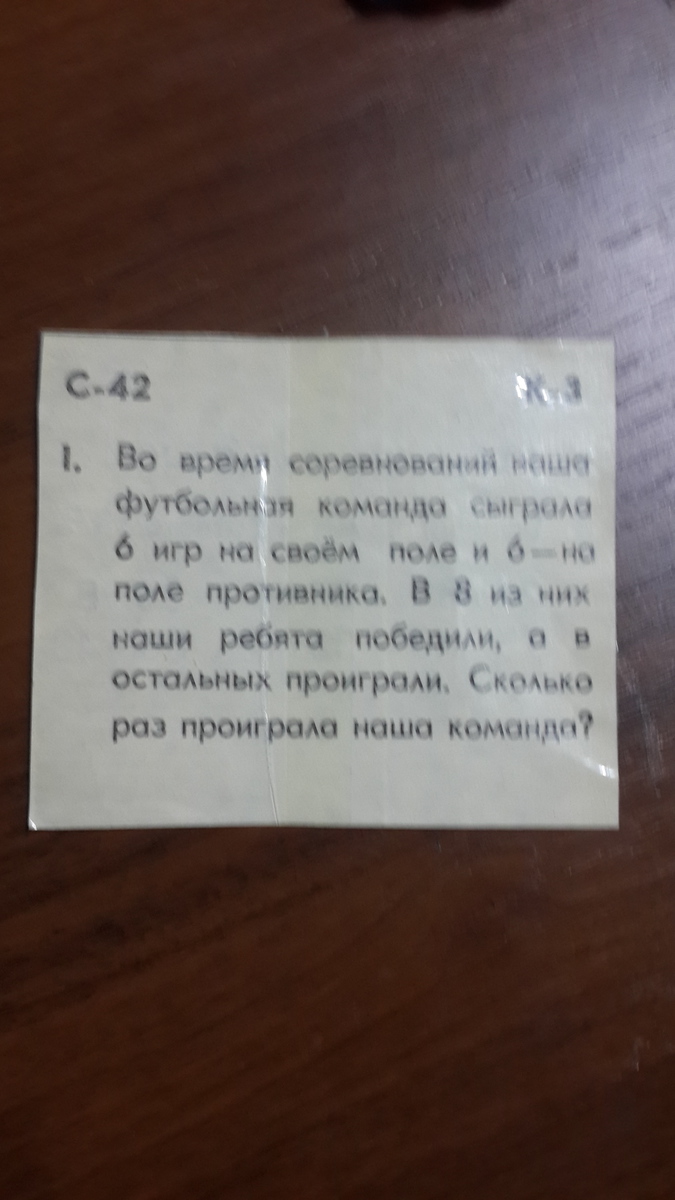 С-42 К-3
1. Во время соревнований наша
футбольная команда сыграла
6 игр на своём поле и 6—на
поле противника. В 8 из них
наши ребята победили, а в
остальных проиграли. Сколько
раз проиграла наша команда?